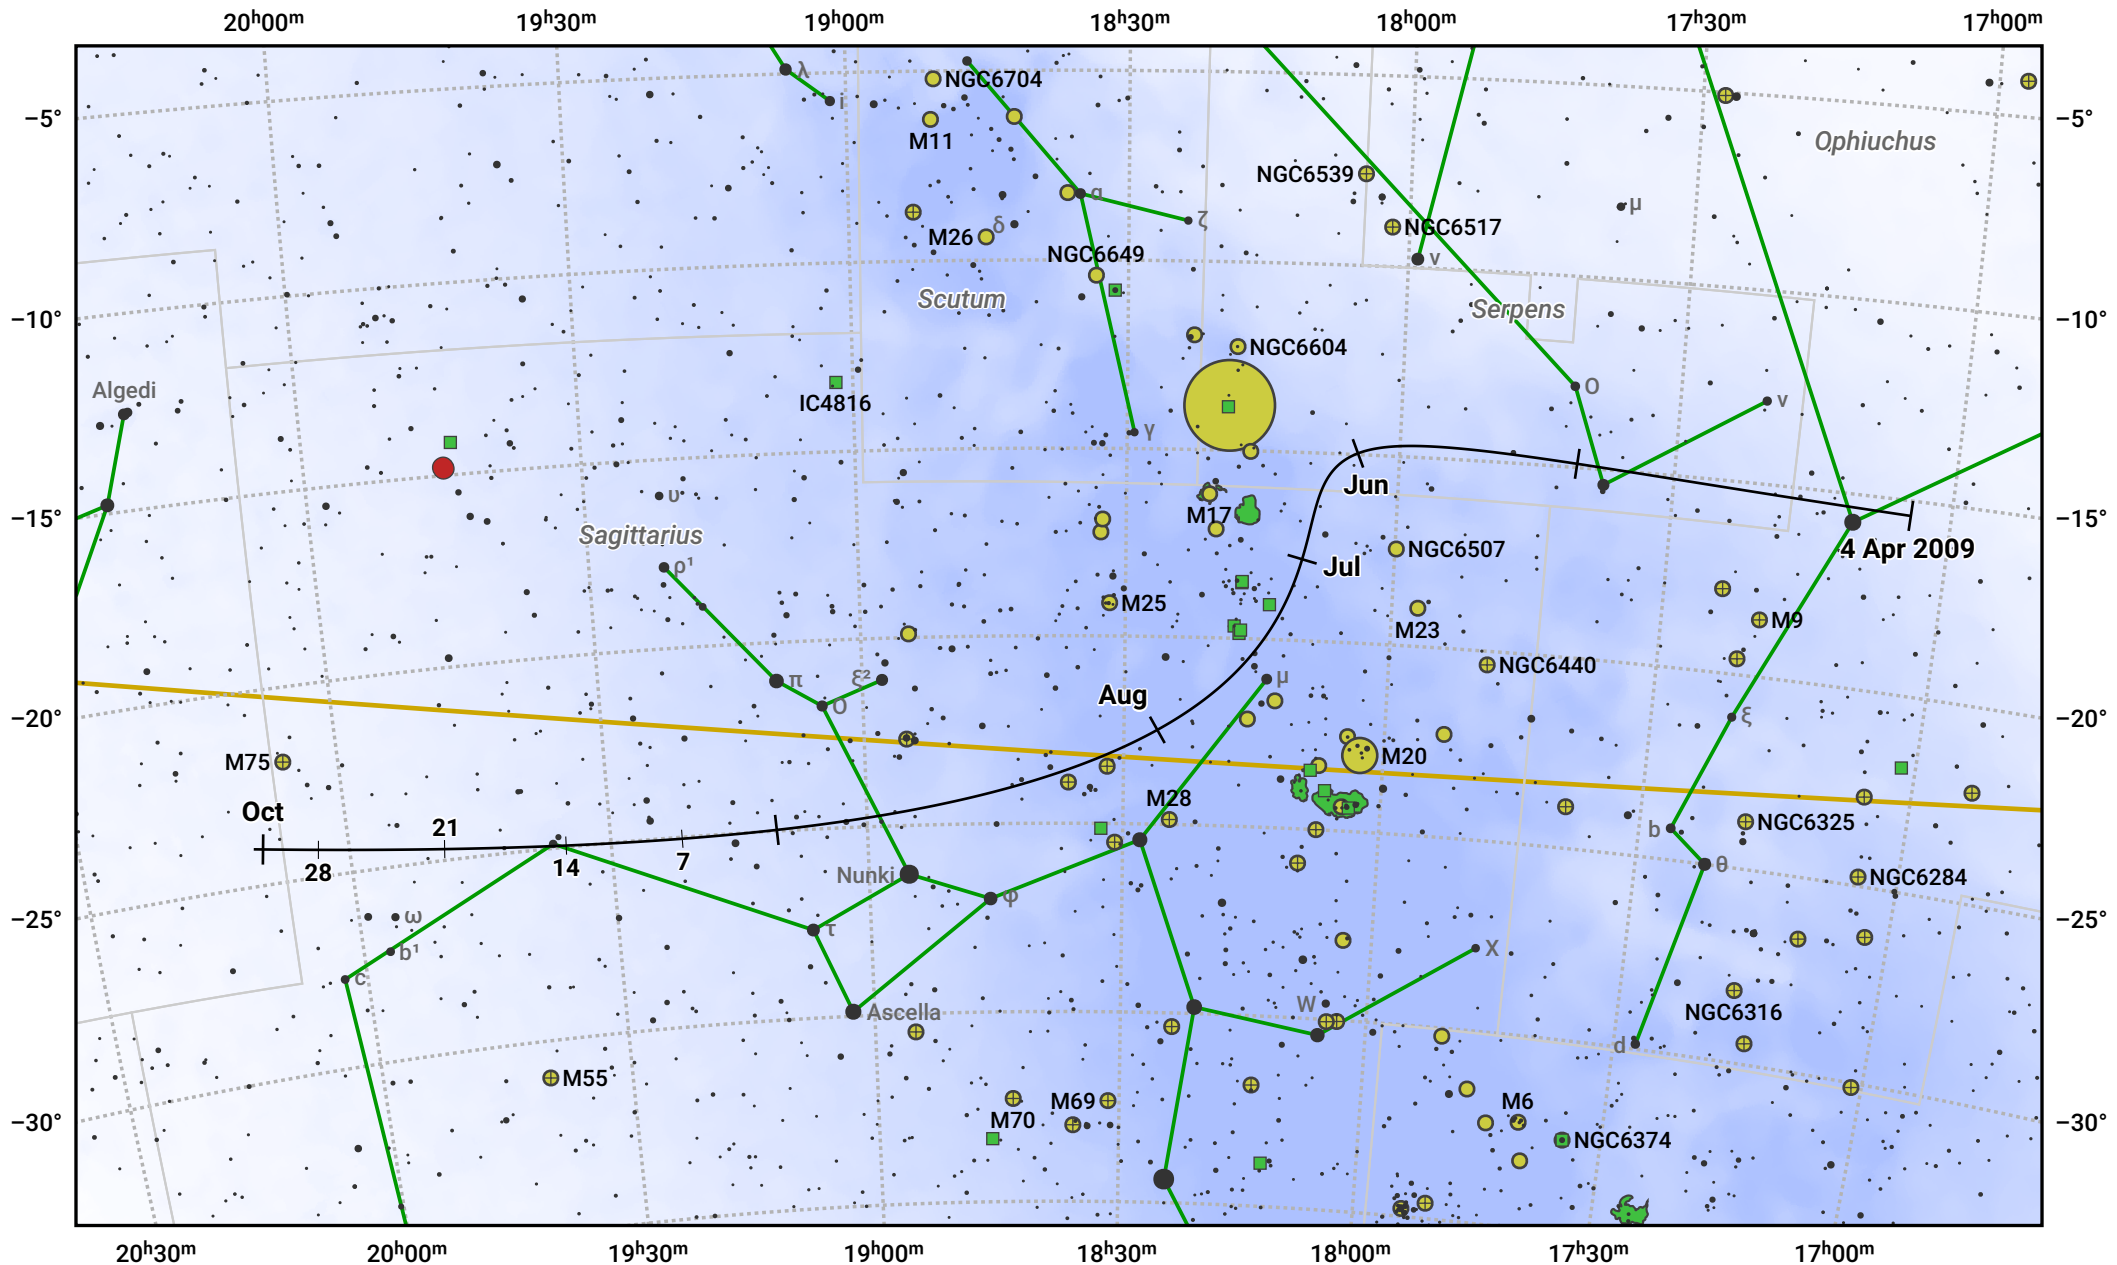 20ʰ00ᵐ 19ʰ30ᵐ 19ʰ00ᵐ 18ʰ30ᵐ 18ʰ00ᵐ 17ʰ30ᵐ 17ʰ00ᵐ
λ
NGC6704
i
−5°
−5°
M11
Ophiuchus
NGC6539
α
ζ
μ
M26
δ
NGC6517
NGC6649
ν
Scutum
Serpens
−10°
−10°
NGC6604
Algedi
IC4816
O
ν
γ
Jun
υ
M17
−15°
−15°
Sagittarius
NGC6507
4 Apr 2009
ρ¹
Jul
M25
M23
M9
NGC6440
π
ξ²
μ
Aug
O
ξ
−20°
−20°
M75
M20
M28
Oct
21
b
NGC6325
28
14
7
θ
Nunki
NGC6284
φ
ω
−25°
−25°
τ
b¹
X
c
W
Ascella
NGC6316
d
M55
M69
M6
M70
−30°
−30°
NGC6374
20ʰ30ᵐ 20ʰ00ᵐ 19ʰ30ᵐ 19ʰ00ᵐ 18ʰ30ᵐ 18ʰ00ᵐ 17ʰ30ᵐ 17ʰ00ᵐ